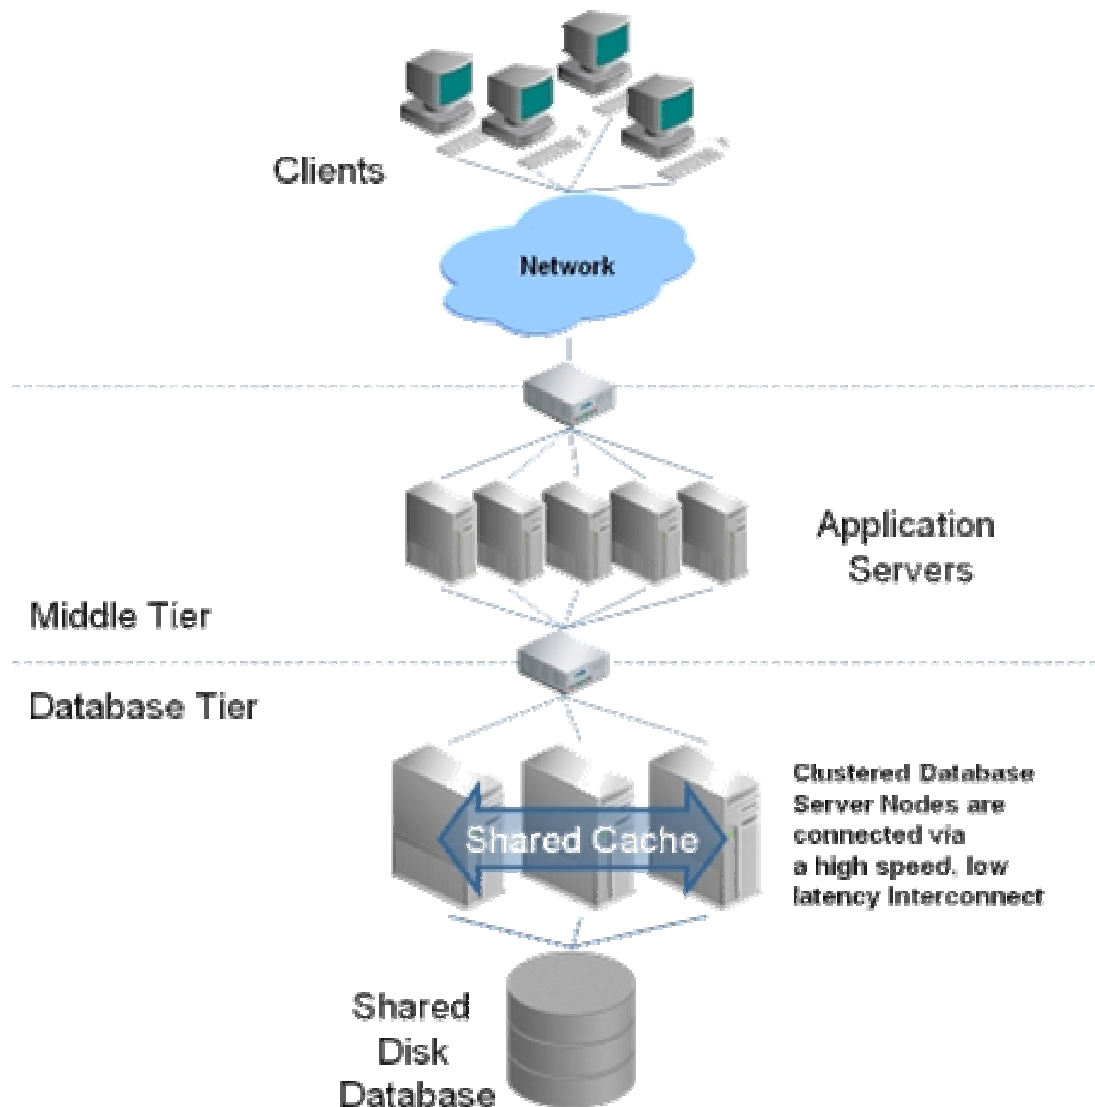 Clients
Network
Application
Servers
Middle Tier
Database Tier
Clustered Database
Server Nodes are
connected via
a high speed, low
latency Interconnect
Shared Cache
Shared
Disk
Database